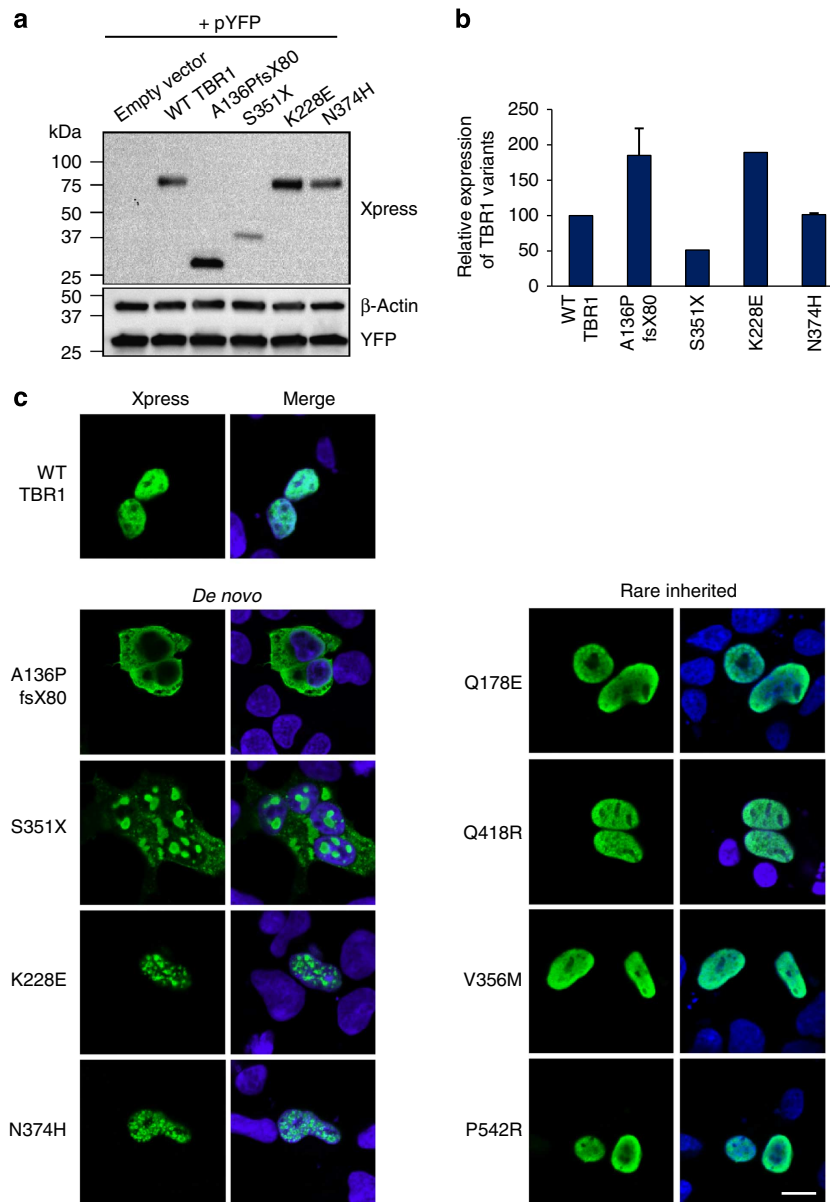 a
+ pYFP
Empty vector
WT TBR1
A136PfsX80
S351X
K228E
N374H
kDa
100
75
50
37
25
Xpress
50
37
25
β-Actin
YFP
b
Relative expression
of TBR1 variants
250
200
150
100
50
0
WT
TBR1
A136P
fsX80
S351X
K228E
N374H
c
Xpress
Merge
WT
TBR1
De novo
A136P
fsX80
S351X
K228E
N374H
Rare inherited
Q178E
Q418R
V356M
P542R